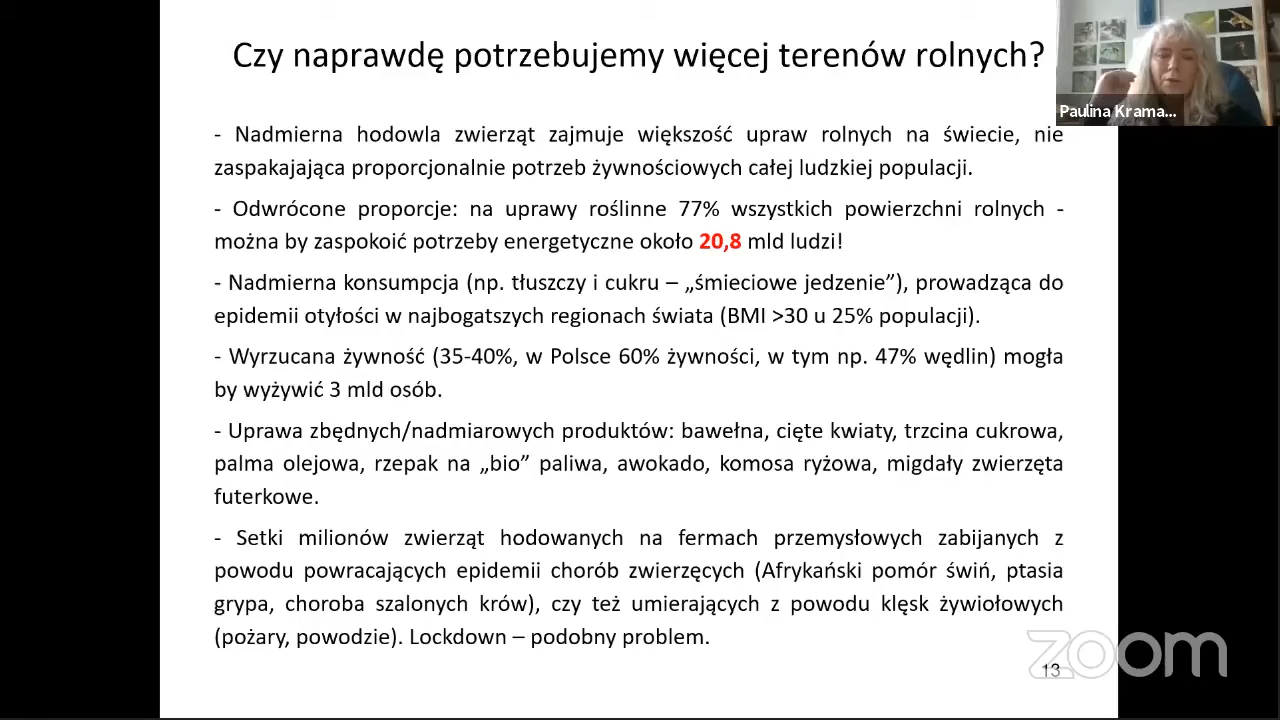 Czy naprawdę potrzebujemy więcej terenów rolnych?
Paulina Krama...
- Nadmierna hodowla zwierząt zajmuje większość upraw rolnych na świecie, nie
zaspakajająca proporcjonalnie potrzeb żywnościowych całej ludzkiej populacji.
- Odwrócone proporcje: na uprawy roślinne 77% wszystkich powierzchni rolnych -
można by zaspokoić potrzeby energetyczne około 20,8 mld ludzi!
- Nadmierna konsumpcja (np. tłuszczy i cukru – „śmieciowe jedzenie”), prowadząca do
epidemii otyłości w najbogatszych regionach świata (BMI >30 u 25% populacji).
- Wyrzucana żywność (35-40%, w Polsce 60% żywności, w tym np. 47% wędlin) mogła
by wyżywić 3 mld osób.
- Uprawa zbędnych/nadmiarowych produktów: bawełna, cięte kwiaty, trzcina cukrowa,
palma olejowa, rzepak na „bio” paliwa, awokado, komosa ryżowa, migdały zwierzęta
futerkowe.
- Setki milionów zwierząt hodowanych na fermach przemysłowych zabijanych z
powodu powracających epidemii chorób zwierzęcych (Afrykański pomór świń, ptasia
grypa, choroba szalonych krów), czy też umierających z powodu klęsk żywiołowych
(pożary, powodzie). Lockdown – podobny problem.
zoom
13